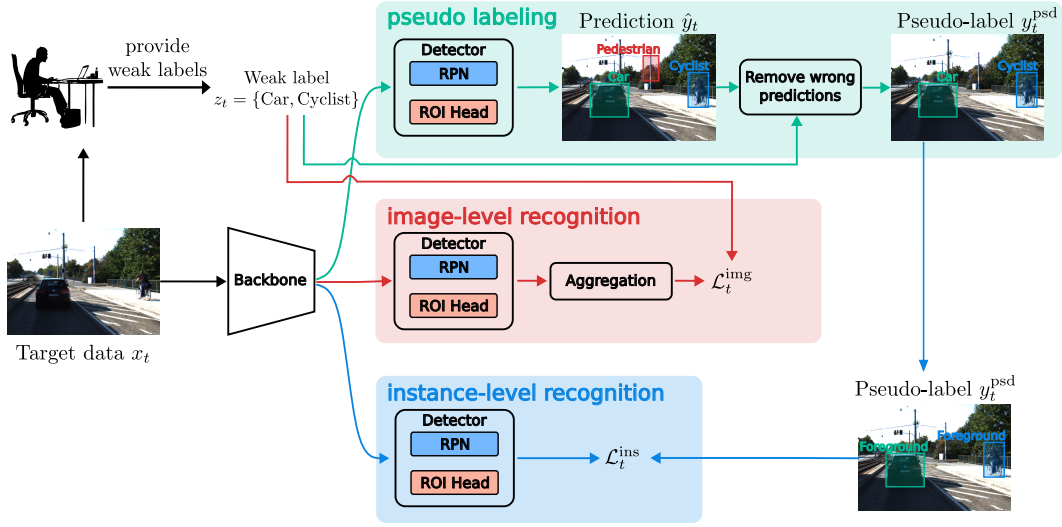 provide
weak labels
Weak label
z_t = {Car, Cyclist}
pseudo labeling
Detector
RPN
ROI Head
Prediction ŷ_t
Pedestrian
Car
Cyclist
Remove wrong
predictions
Pseudo-label y_t^psd
Car
Cyclist
Target data x_t
Backbone
image-level recognition
Detector
RPN
ROI Head
Aggregation
ℒ_t^img
instance-level recognition
Detector
RPN
ROI Head
ℒ_t^ins
Pseudo-label y_t^psd
Foreground
Foreground